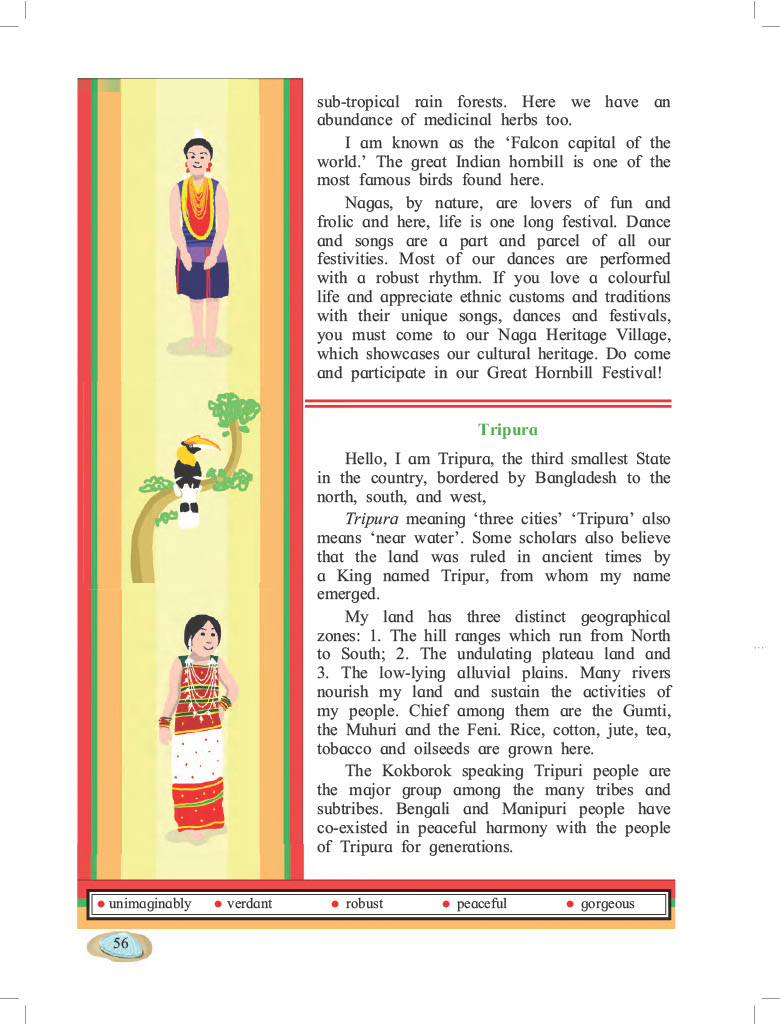 sub-tropical rain forests. Here we have an
abundance of medicinal herbs too.
I am known as the ‘Falcon capital of the
world.’ The great Indian hornbill is one of the
most famous birds found here.
Nagas, by nature, are lovers of fun and
frolic and here, life is one long festival. Dance
and songs are a part and parcel of all our
festivities. Most of our dances are performed
with a robust rhythm. If you love a colourful
life and appreciate ethnic customs and traditions
with their unique songs, dances and festivals,
you must come to our Naga Heritage Village,
which showcases our cultural heritage. Do come
and participate in our Great Hornbill Festival!
Tripura
Hello, I am Tripura, the third smallest State
in the country, bordered by Bangladesh to the
north, south, and west,
Tripura meaning ‘three cities’ ‘Tripura’ also
means ‘near water’. Some scholars also believe
that the land was ruled in ancient times by
a King named Tripur, from whom my name
emerged.
My land has three distinct geographical
zones: 1. The hill ranges which run from North
to South; 2. The undulating plateau land and
3. The low-lying alluvial plains. Many rivers
nourish my land and sustain the activities of
my people. Chief among them are the Gumti,
the Muhuri and the Feni. Rice, cotton, jute, tea,
tobacco and oilseeds are grown here.
The Kokborok speaking Tripuri people are
the major group among the many tribes and
subtribes. Bengali and Manipuri people have
co-existed in peaceful harmony with the people
of Tripura for generations.
• unimaginably • verdant • robust • peaceful • gorgeous
56